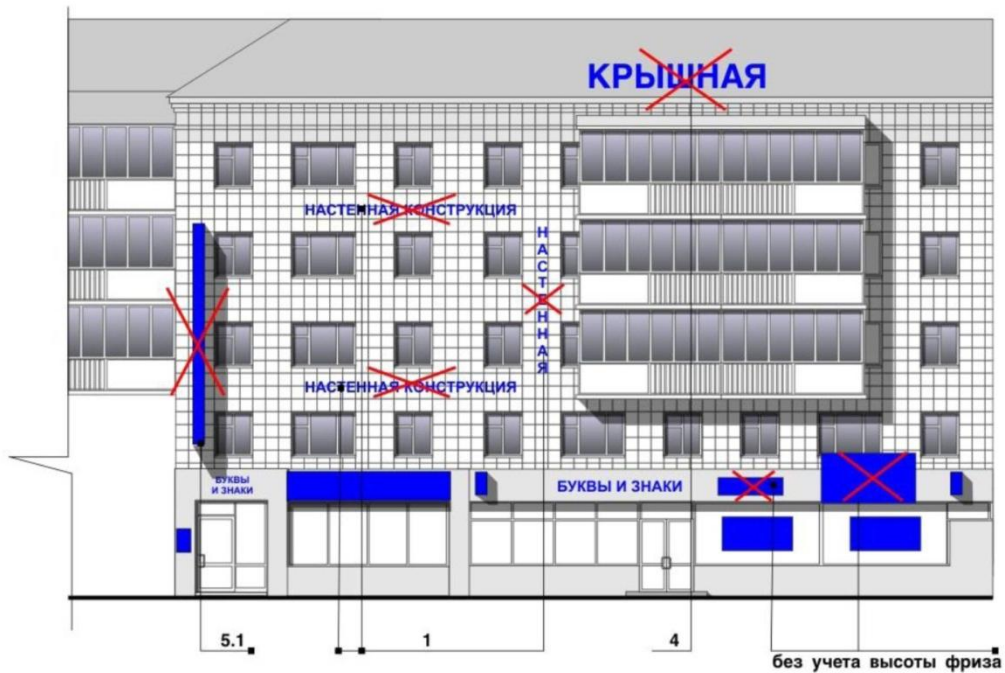 КРЫШНАЯ
НАСТЕННАЯ КОНСТРУКЦИЯ
НАСТЕННАЯ
НАСТЕННАЯ КОНСТРУКЦИЯ
БУКВЫ
И ЗНАКИ
БУКВЫ И ЗНАКИ
5.1
1
4
без учета высоты фриза